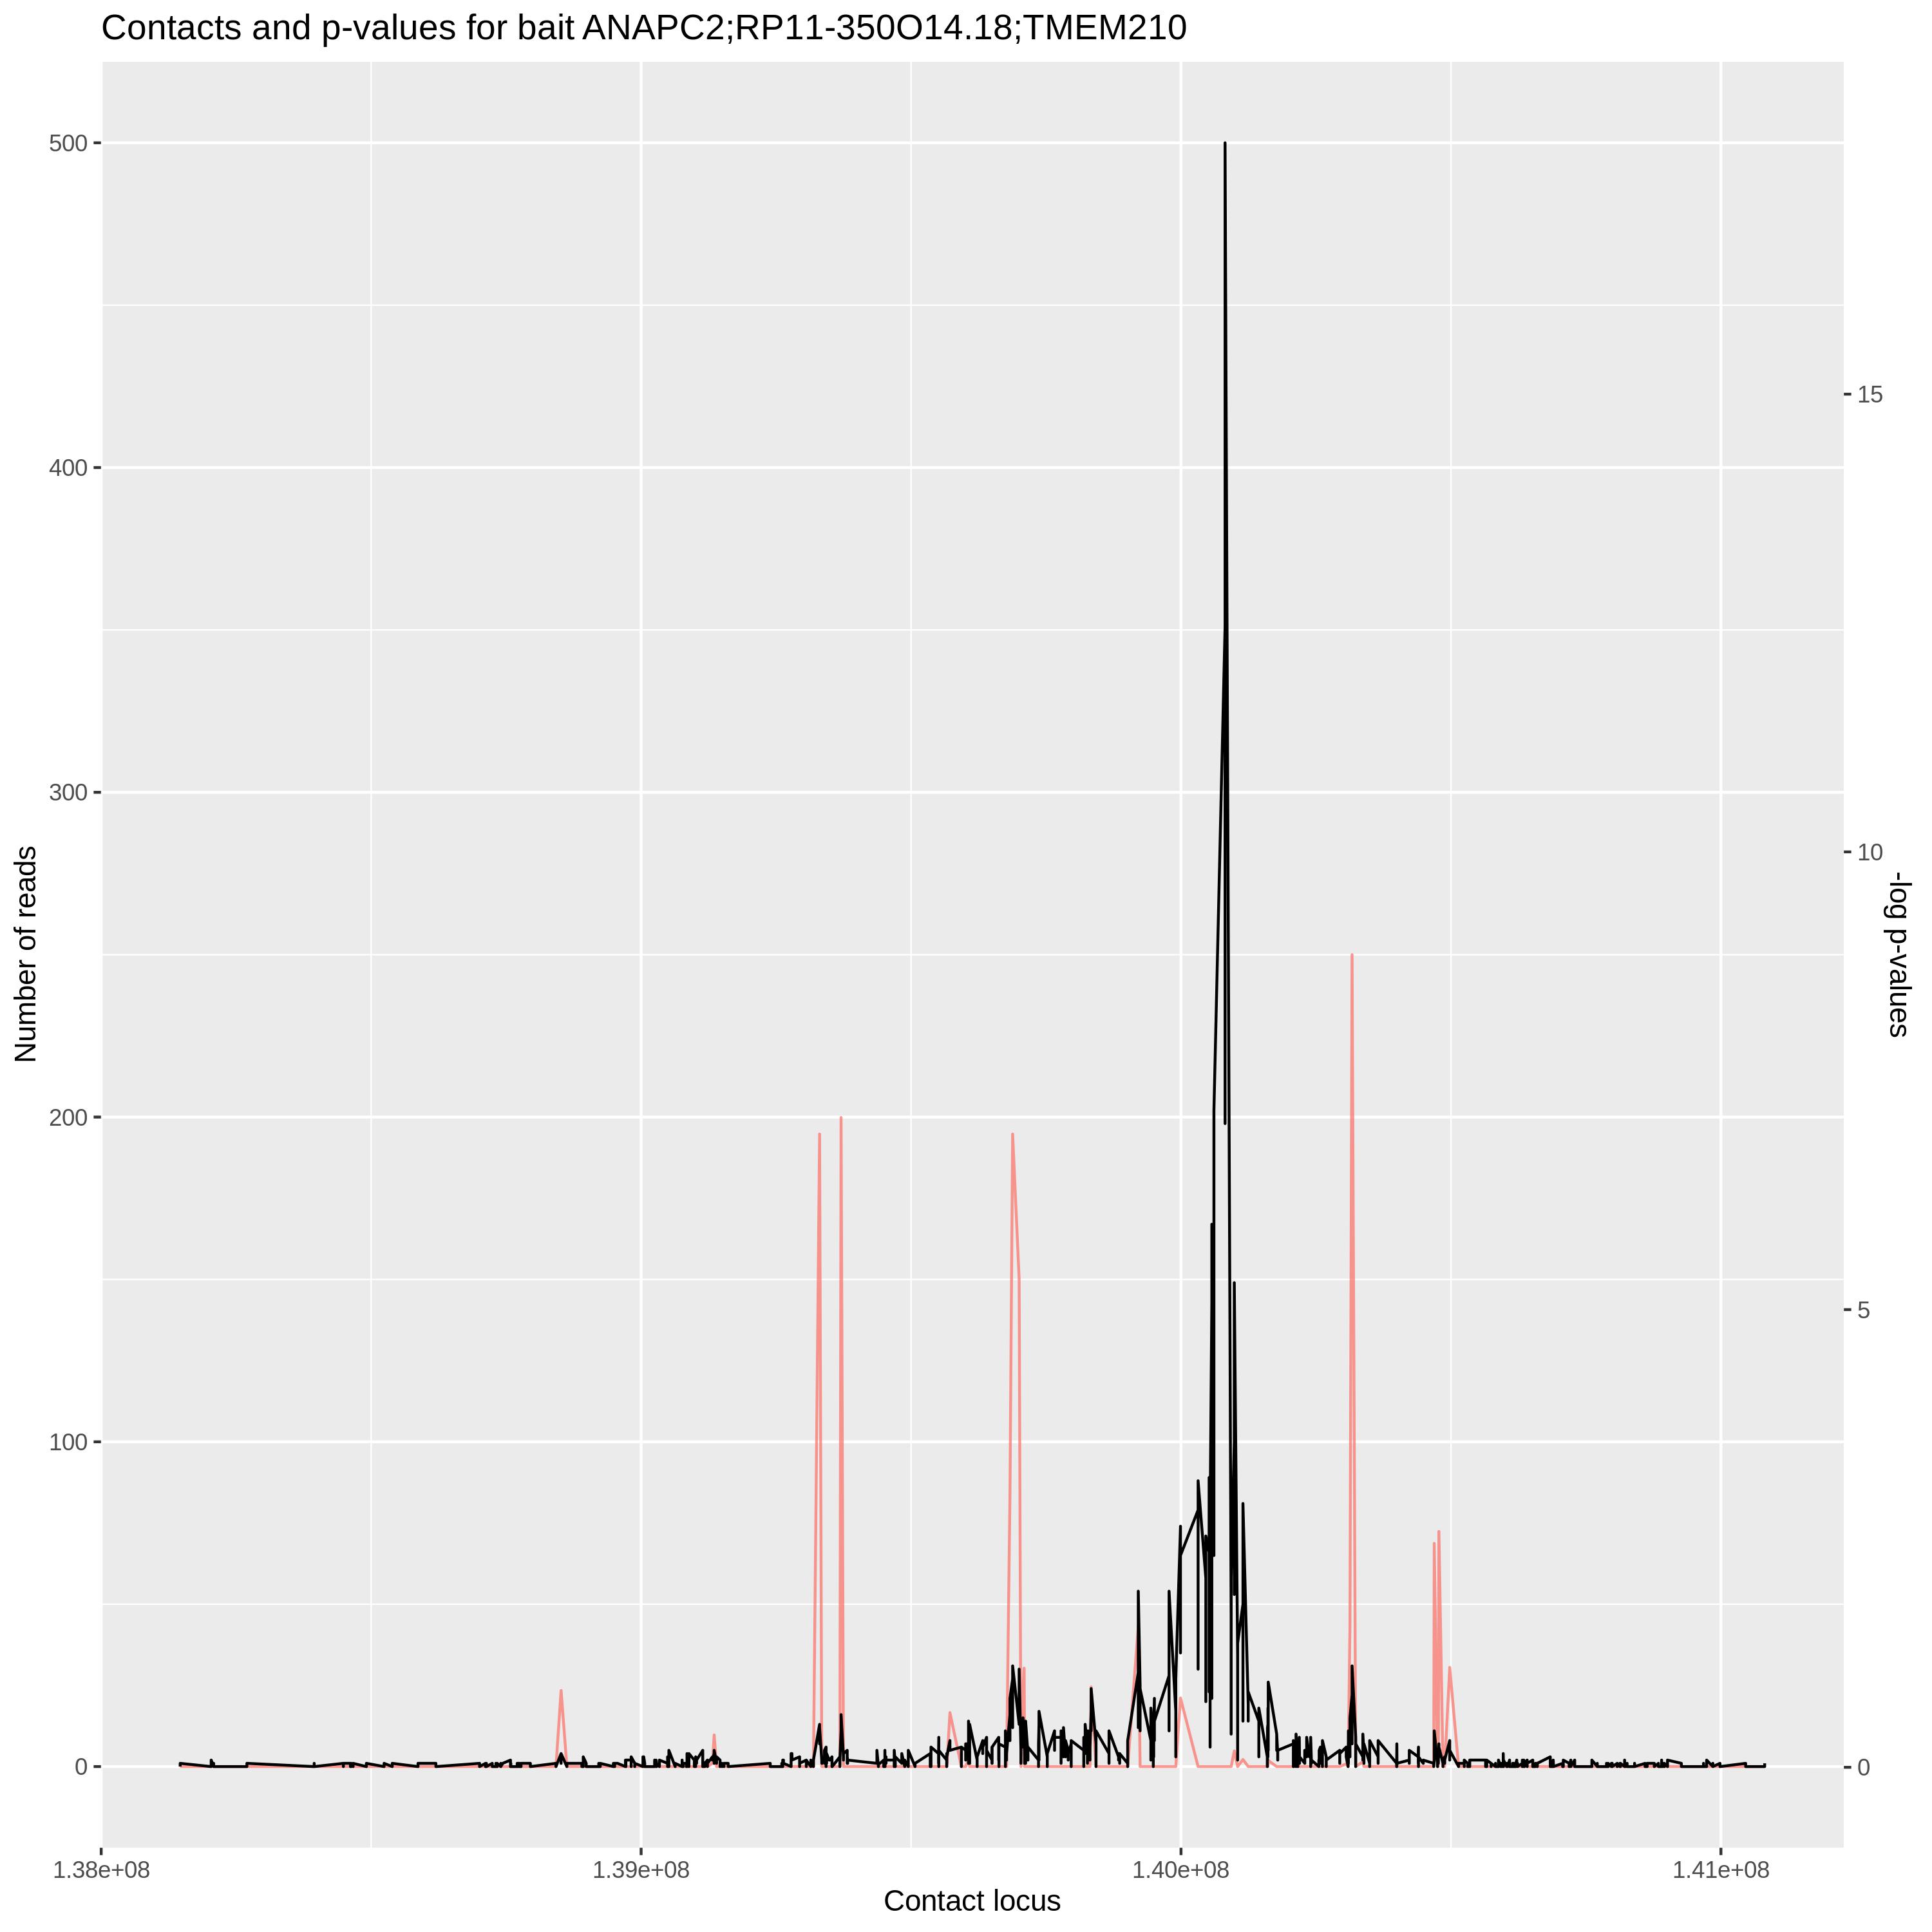 Contacts and p-values for bait ANAPC2;RP11-350O14.18;TMEM210
500
400
300
200
100
0
Number of reads
15
10
5
0
-log p-values
1.38e+08
1.39e+08
1.40e+08
1.41e+08
Contact locus